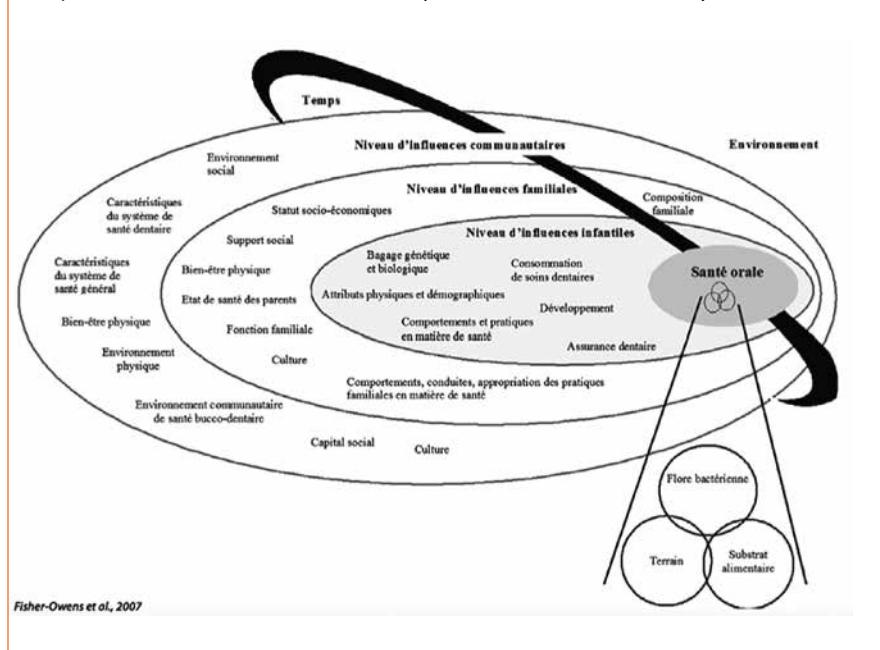 Temps
Niveau d'influences communautaires
Environnement
Environnement
social
Niveau d'influences familiales
Composition
familiale
Caractéristiques
du système de
santé dentaire
Statut socio-économiques
Niveau d'influences infantiles
Support social
Bagage génétique
et biologique
Consommation
de soins dentaires
Santé orale
Caractéristiques
du système de
santé général
Bien-être physique
Etat de santé des parents
Attributs physiques et démographiques
Développement
Bien-être physique
Fonction familiale
Comportements et pratiques
en matière de santé
Assurance dentaire
Environnement
physique
Culture
Comportements, conduites, appropriation des pratiques
familiales en matière de santé
Environnement communautaire
de santé bucco-dentaire
Capital social
Culture
Flore bactérienne
Terrain
Substrat
alimentaire
Fisher-Owens et al., 2007